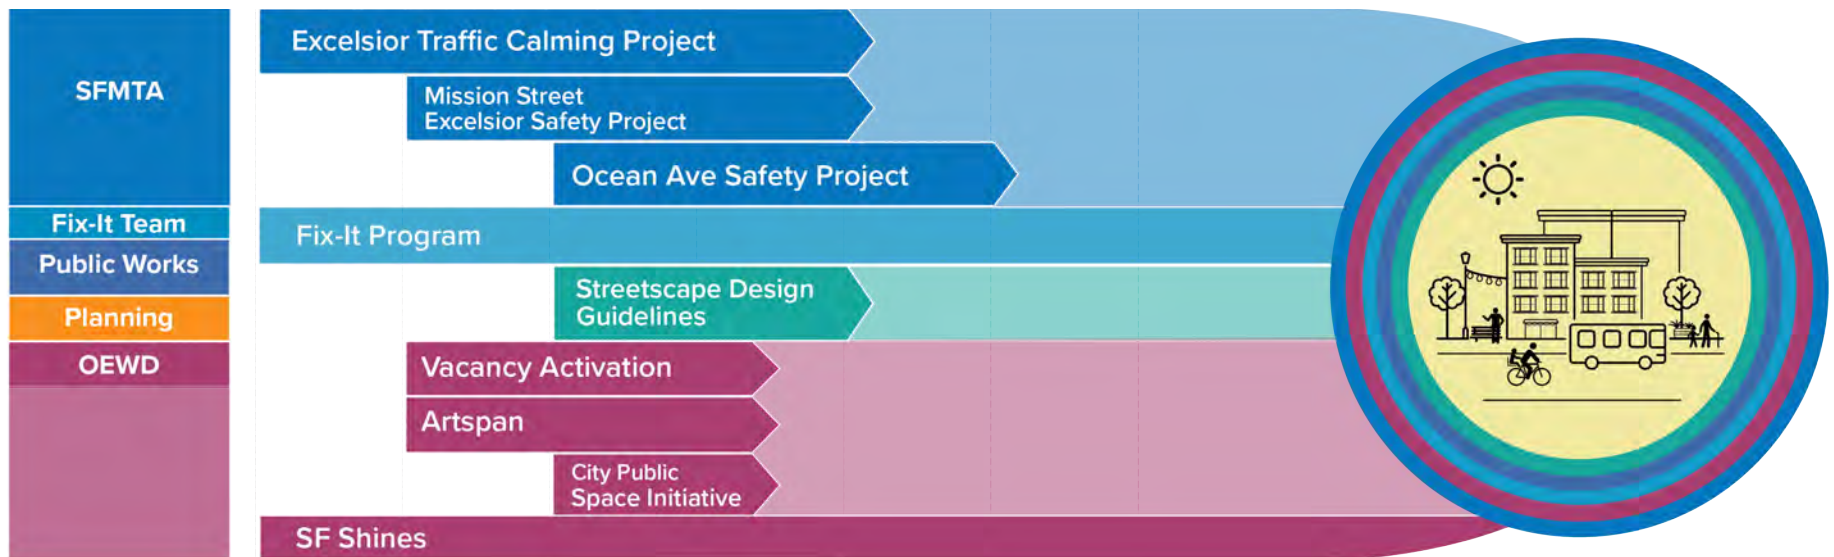 SFMTA
Fix-It Team
Public Works
Planning
OEWD
Excelsior Traffic Calming Project
Mission Street
Excelsior Safety Project
Ocean Ave Safety Project
Fix-It Program
Streetscape Design
Guidelines
Vacancy Activation
Artspan
City Public
Space Initiative
SF Shines